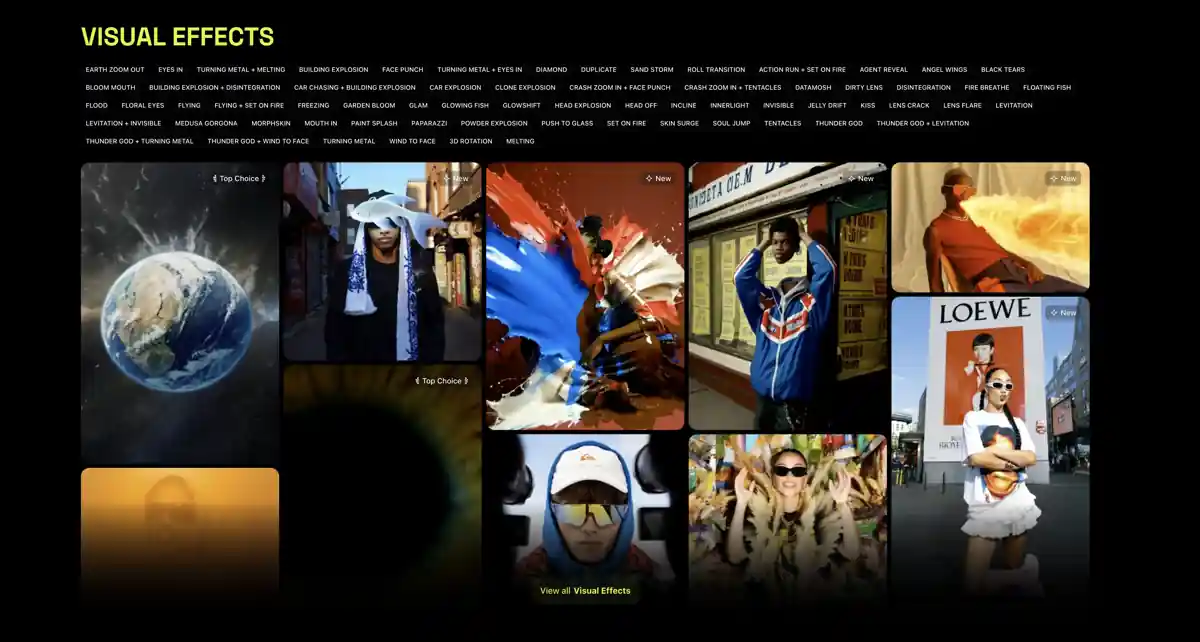 VISUAL EFFECTS
EARTH ZOOM OUT EYES IN TURNING METAL + MELTING BUILDING EXPLOSION FACE PUNCH TURNING METAL + EYES IN DIAMOND DUPLICATE SAND STORM ROLL TRANSITION ACTION RUN + SET ON FIRE AGENT REVEAL ANGEL WINGS BLACK TEARS
BLOOM MOUTH BUILDING EXPLOSION + DISINTEGRATION CAR CHASING + BUILDING EXPLOSION CAR EXPLOSION CLONE EXPLOSION CRASH ZOOM IN + FACE PUNCH CRASH ZOOM IN + TENTACLES DATAMOSH DIRTY LENS DISINTEGRATION FIRE BREATHE FLOATING FISH
FLOOD FLORAL EYES FLYING FLYING + SET ON FIRE FREEZING GARDEN BLOOM GLAM GLOWING FISH GLOWSHIFT HEAD EXPLOSION HEAD OFF INCLINE INNERLIGHT INVISIBLE JELLY DRIFT KISS LENS CRACK LENS FLARE LEVITATION
LEVITATION + INVISIBLE MEDUSA GORGONA MORPHSKIN MOUTH IN PAINT SPLASH PAPARAZZI POWDER EXPLOSION PUSH TO GLASS SET ON FIRE SKIN SURGE SOUL JUMP TENTACLES THUNDER GOD THUNDER GOD + LEVITATION
THUNDER GOD + TURNING METAL THUNDER GOD + WIND TO FACE TURNING METAL WIND TO FACE 3D ROTATION MELTING
Top Choice
New
New
New
LOEWE
New
Top Choice
View all Visual Effects